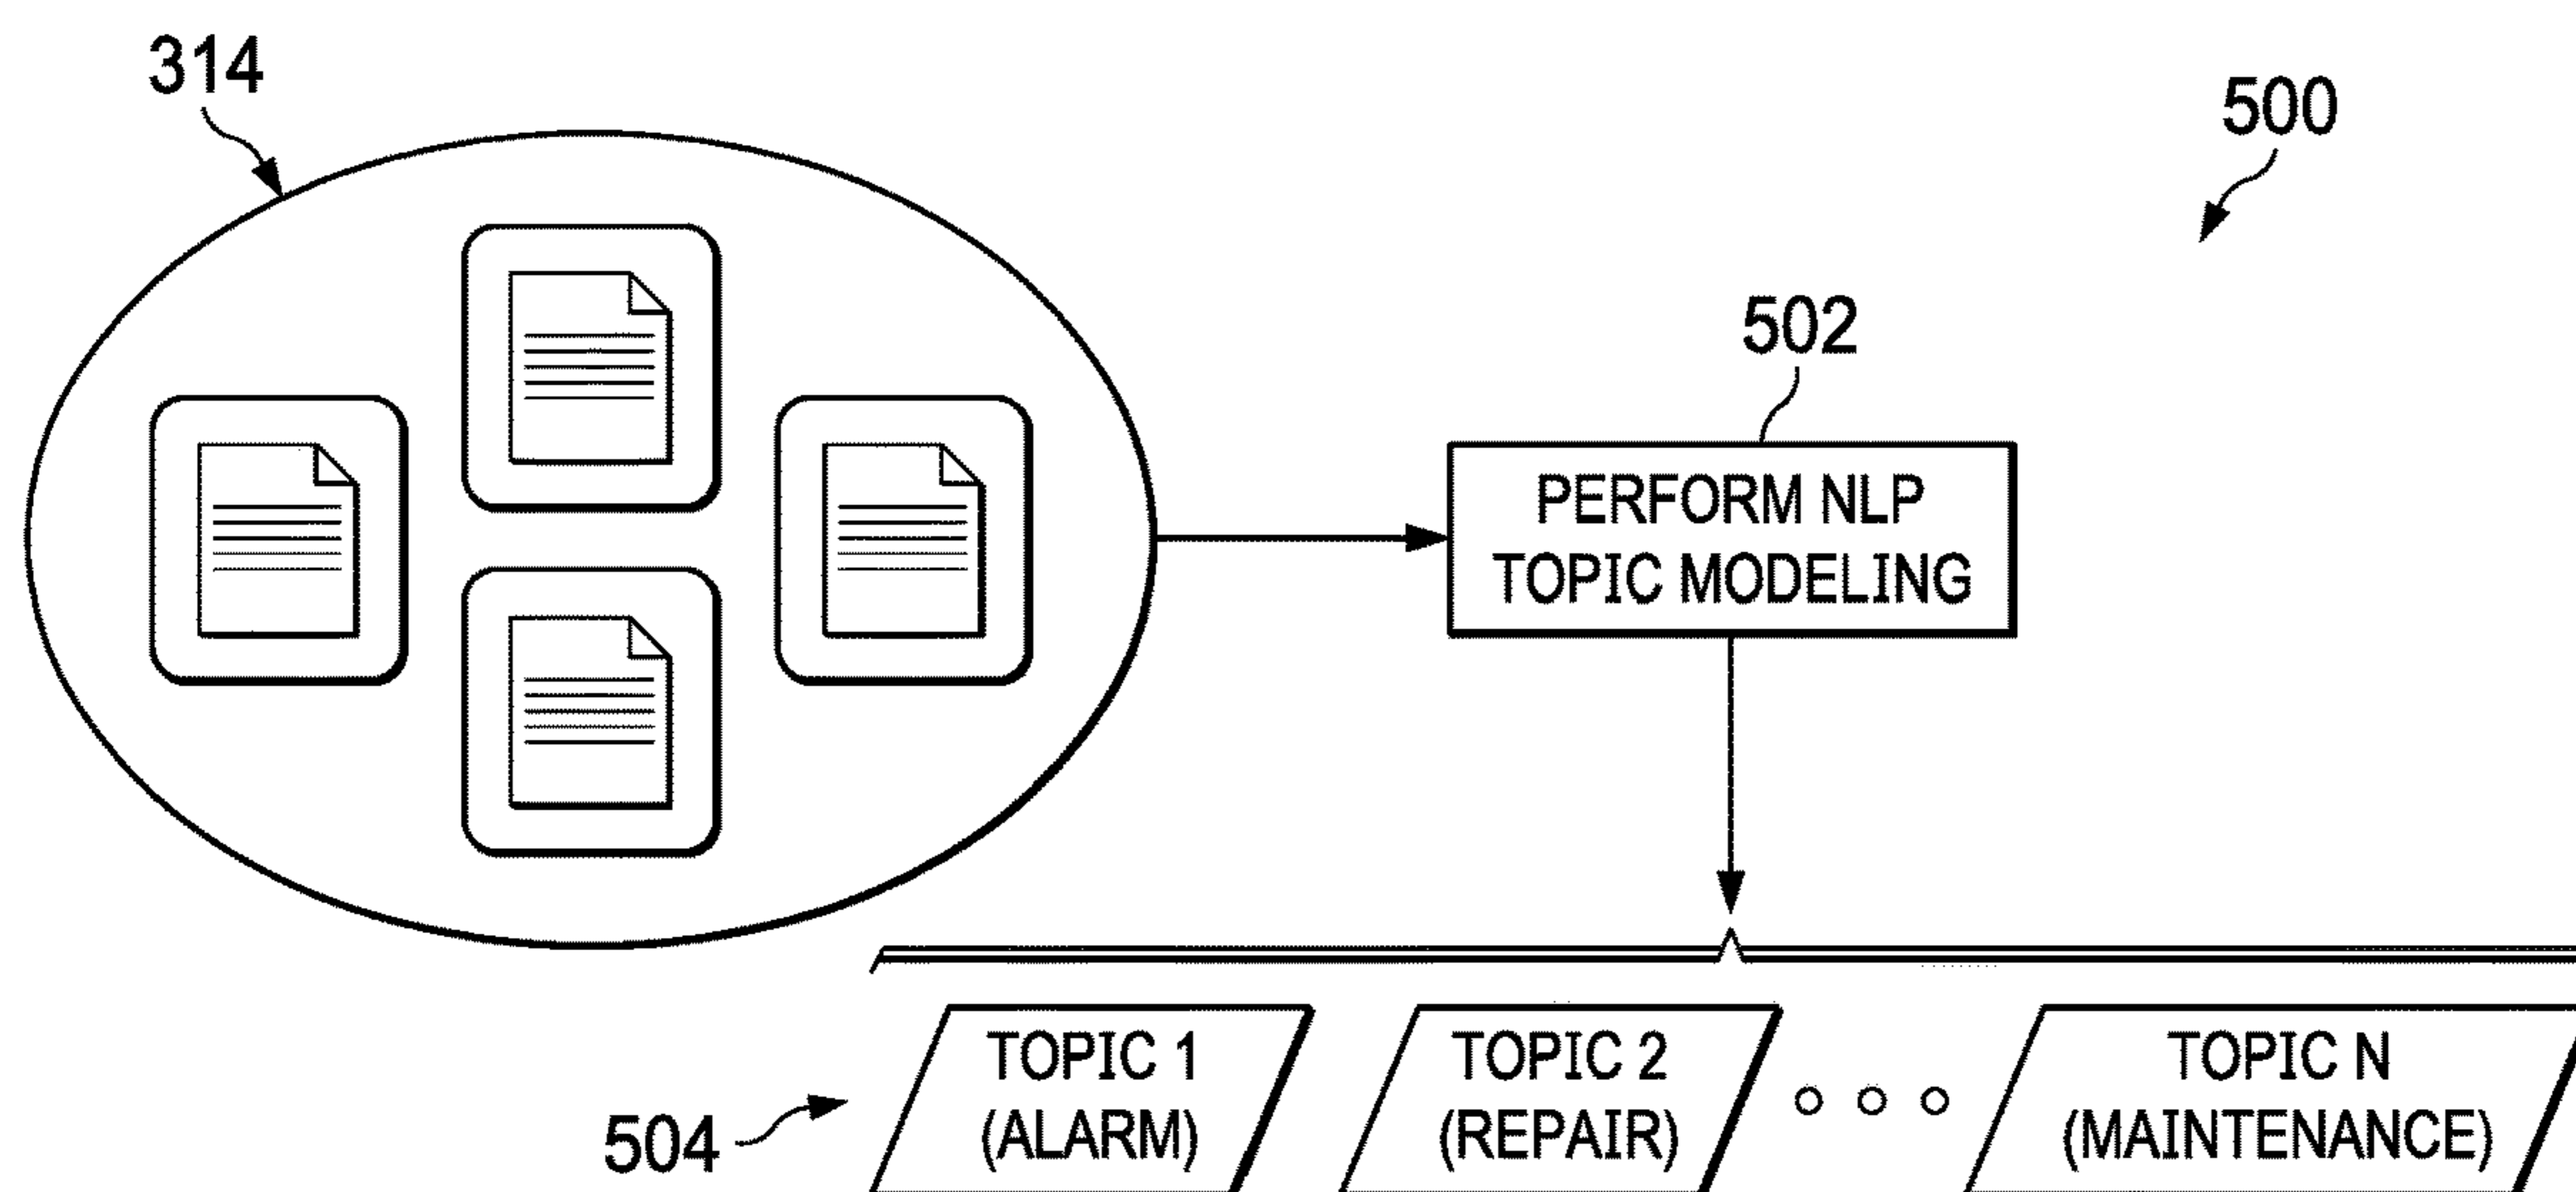 314
500
502
PERFORM NLP
TOPIC MODELING
504
TOPIC 1
(ALARM)
TOPIC 2
(REPAIR)
TOPIC N
(MAINTENANCE)